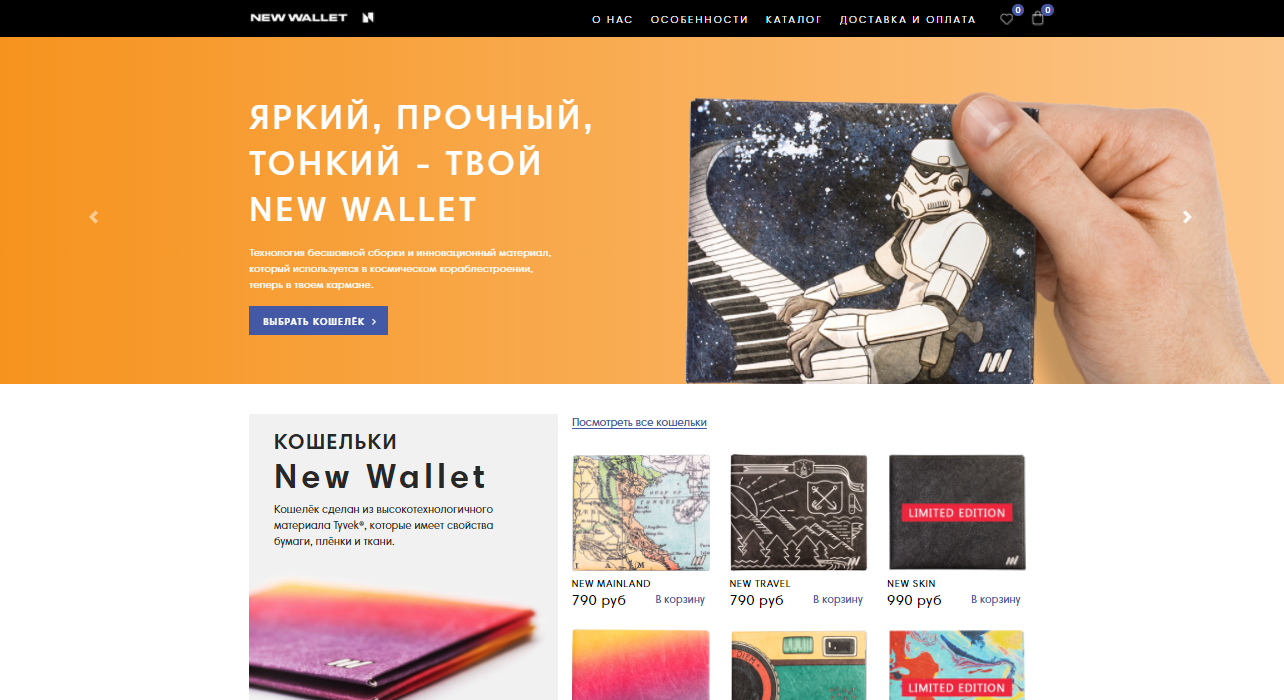 NEW WALLET
О НАС ОСОБЕННОСТИ КАТАЛОГ ДОСТАВКА И ОПЛАТА 0 0
ЯРКИЙ, ПРОЧНЫЙ,
ТОНКИЙ - ТВОЙ
NEW WALLET
Технология бесшовной сборки и инновационный материал,
который используется в космическом кораблестроении,
теперь в твоем кармане.
ВЫБРАТЬ КОШЕЛЁК >
КОШЕЛЬКИ
New Wallet
Кошелёк сделан из высокотехнологичного
материала Tyvek®, которые имеет свойства
бумаги, плёнки и ткани.
Посмотреть все кошельки
GULF OF
TONQUIN
I A M
LIMITED EDITION
NEW MAINLAND
790 руб В корзину
NEW TRAVEL
790 руб В корзину
NEW SKIN
990 руб В корзину
LIMITED EDITION